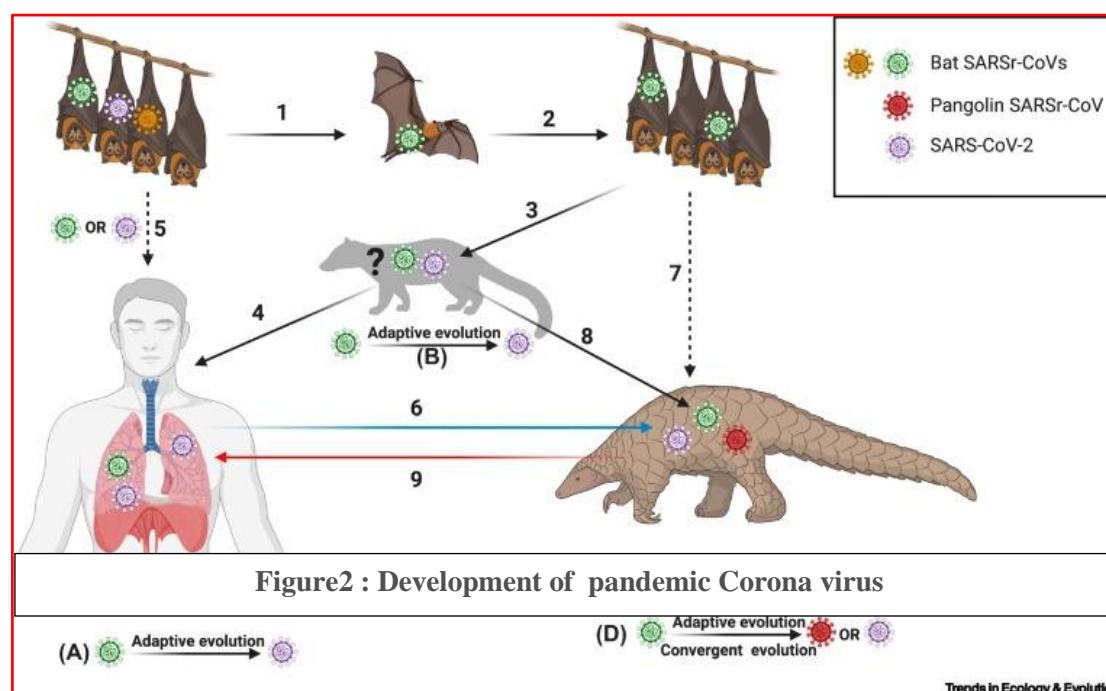 Bat SARSr-CoVs
Pangolin SARSr-CoV
SARS-CoV-2
1
2
3
OR
5
?
4
7
Adaptive evolution
(B)
8
6
9
Figure2 : Development of pandemic Corona virus
(A)
Adaptive evolution
(D)
Adaptive evolution
OR
Convergent evolution
Trends in Ecology & Evolutio